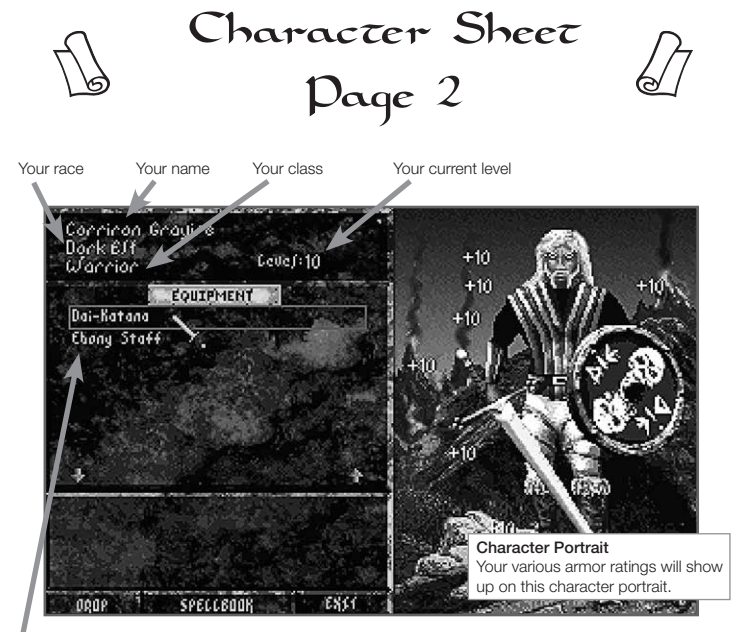 Character Sheet
Page 2
Your race
Your name
Your class
Your current level
Dark Elf
Warrior
Level:10
EQUIPMENT
Dai-Katana
Ebony Staff
+10
+10
+10
+10
+10
+10
Character Portrait
Your various armor ratings will show
up on this character portrait.
DROP
SPELLBOOK
EXIT